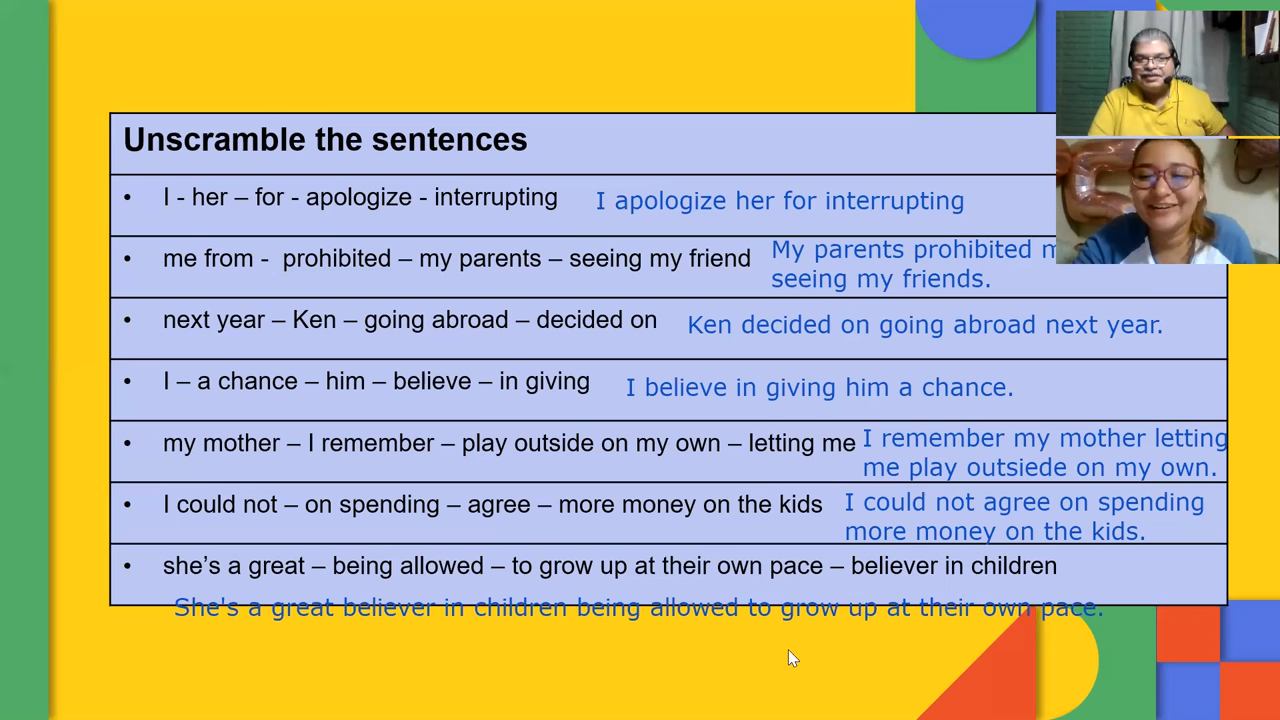 Unscramble the sentences
• I - her – for - apologize - interrupting I apologize her for interrupting
• me from - prohibited – my parents – seeing my friend My parents prohibited
seeing my friends.
• next year – Ken – going abroad – decided on Ken decided on going abroad next year.
• I – a chance – him – believe – in giving I believe in giving him a chance.
• my mother – I remember – play outside on my own – letting me I remember my mother letting
me play outsiede on my own.
• I could not – on spending – agree – more money on the kids I could not agree on spending
more money on the kids.
• she’s a great – being allowed – to grow up at their own pace – believer in children
She's a great believer in children being allowed to grow up at their own pace.